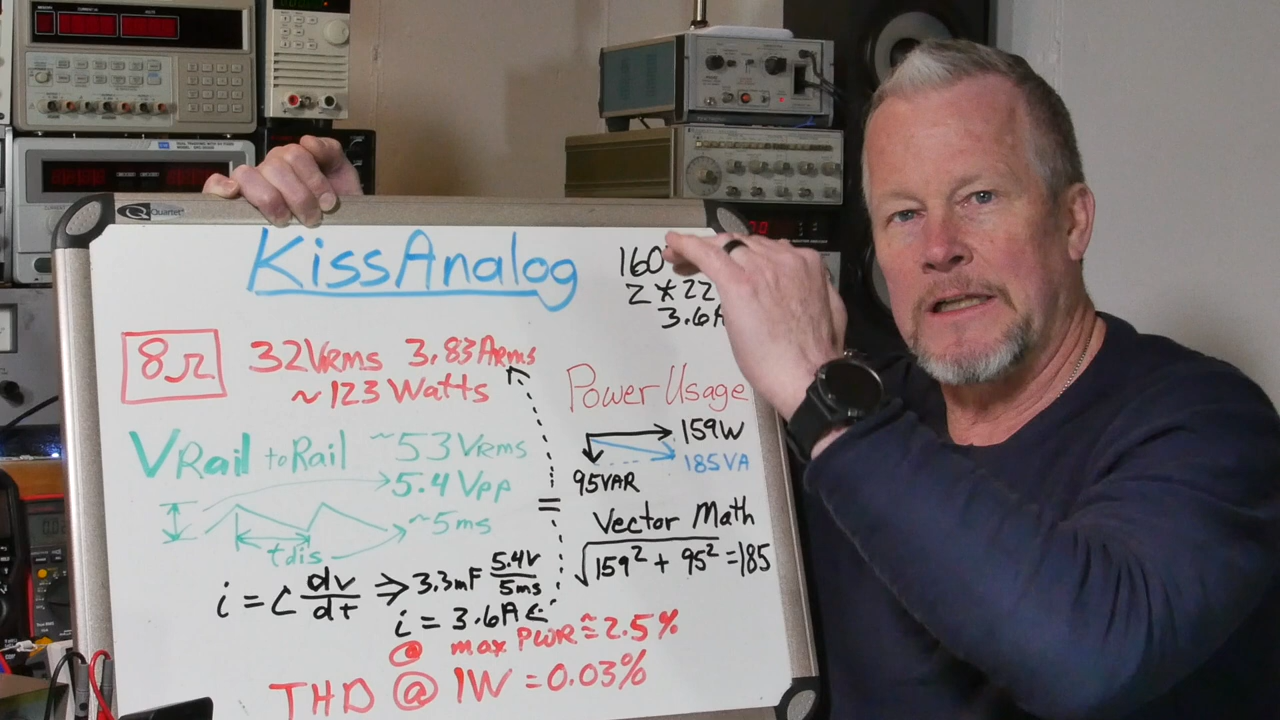 Quartet
KissAnalog
160
2*22
3.6A
8Ω
32VRMS 3.83ARMS
~123 Watts
VRail to Rail ~53VRMS
5.4VPP
~5ms
tdis
i = C dv/dt ⇒ 3.3mF 5.4V/5ms
i = 3.6A
=
@ max PWR ≅ 2.5%
THD @ 1W = 0.03%
Power Usage
159W
185VA
95VAR
Vector Math
√159² + 95² = 185